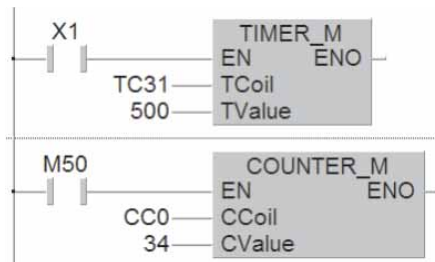 X1 TIMER_M
EN ENO
TC31 TCoil
500 TValue
M50 COUNTER_M
EN ENO
CC0 CCoil
34 CValue